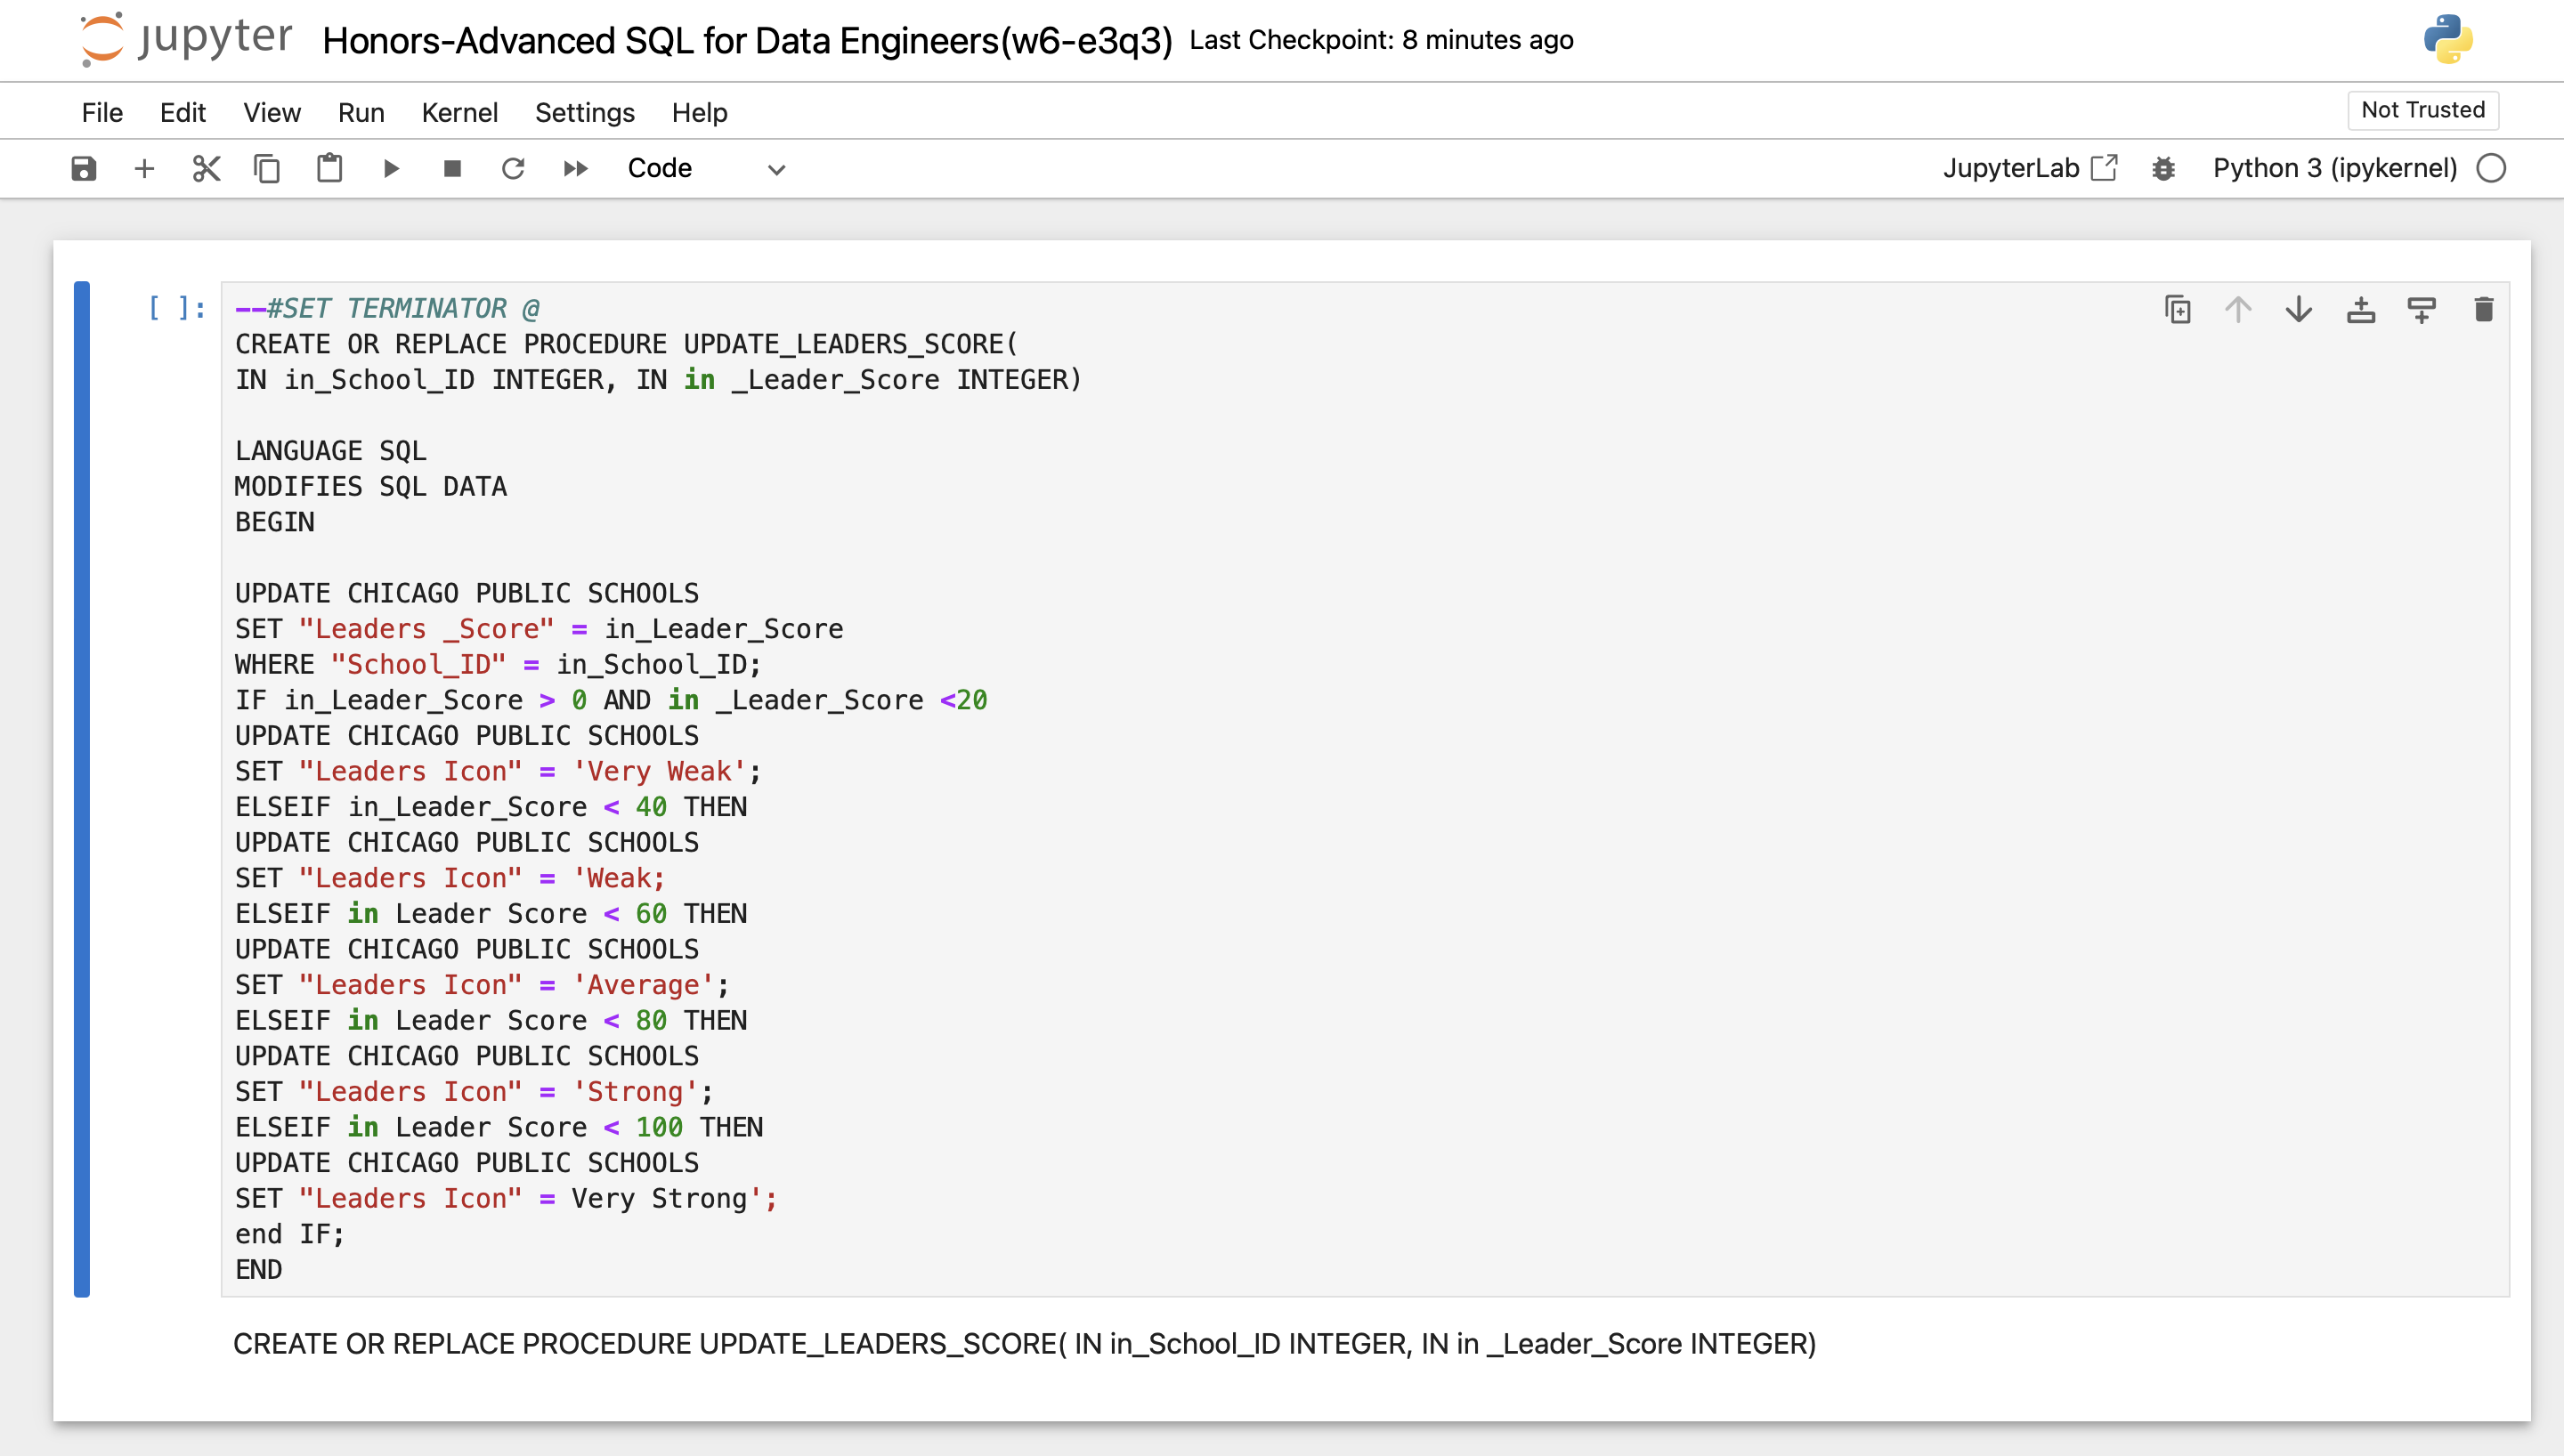 jupyter Honors-Advanced SQL for Data Engineers(w6-e3q3) Last Checkpoint: 8 minutes ago
File Edit View Run Kernel Settings Help Not Trusted
Code JupyterLab Python 3 (ipykernel)
[ ]: --#SET TERMINATOR @
CREATE OR REPLACE PROCEDURE UPDATE_LEADERS_SCORE(
IN in_School_ID INTEGER, IN in _Leader_Score INTEGER)
LANGUAGE SQL
MODIFIES SQL DATA
BEGIN
UPDATE CHICAGO PUBLIC SCHOOLS
SET "Leaders _Score" = in_Leader_Score
WHERE "School_ID" = in_School_ID;
IF in_Leader_Score > 0 AND in _Leader_Score <20
UPDATE CHICAGO PUBLIC SCHOOLS
SET "Leaders Icon" = 'Very Weak';
ELSEIF in_Leader_Score < 40 THEN
UPDATE CHICAGO PUBLIC SCHOOLS
SET "Leaders Icon" = 'Weak;
ELSEIF in Leader Score < 60 THEN
UPDATE CHICAGO PUBLIC SCHOOLS
SET "Leaders Icon" = 'Average';
ELSEIF in Leader Score < 80 THEN
UPDATE CHICAGO PUBLIC SCHOOLS
SET "Leaders Icon" = 'Strong';
ELSEIF in Leader Score < 100 THEN
UPDATE CHICAGO PUBLIC SCHOOLS
SET "Leaders Icon" = Very Strong';
end IF;
END
CREATE OR REPLACE PROCEDURE UPDATE_LEADERS_SCORE( IN in_School_ID INTEGER, IN in _Leader_Score INTEGER)